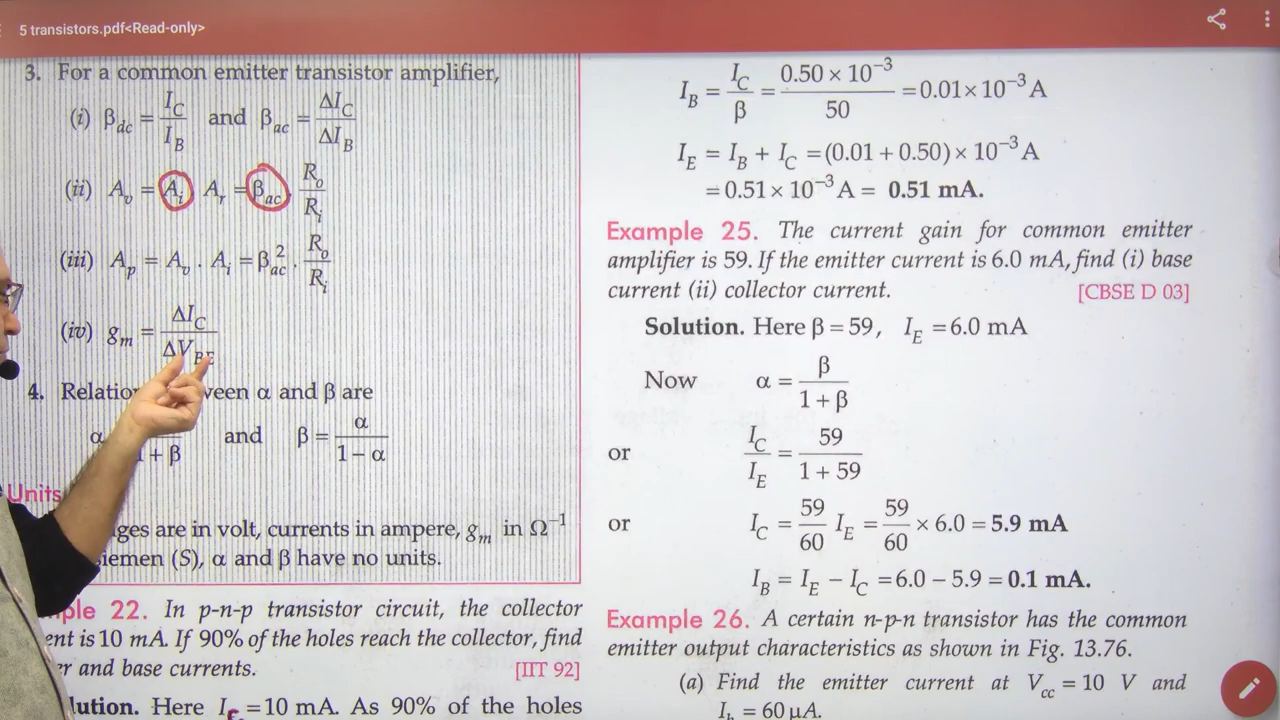 5 transistors.pdf<Read-only>
3. For a common emitter transistor amplifier,
(i) β_dc = I_C / I_B and β_ac = ΔI_C / ΔI_B
(ii) A_v = A_i A_r = β_ac . R_o / R_i
(iii) A_p = A_v . A_i = β²_ac . R_o / R_i
(iv) g_m = ΔI_C / ΔV_BE
4. α and β are
and β = α / 1 − α
Units
are in volt, currents in ampere, g_m in Ω⁻¹
(S), α and β have no units.
22. In p-n-p transistor circuit, the collector
is 10 mA. If 90% of the holes reach the collector, find
and base currents. [IIT 92]
Here I_E = 10 mA. As 90% of the holes
I_B = I_C / β = 0.50 × 10⁻³ / 50 = 0.01 × 10⁻³ A
I_E = I_B + I_C = (0.01 + 0.50) × 10⁻³ A
= 0.51 × 10⁻³ A = 0.51 mA.
Example 25. The current gain for common emitter
amplifier is 59. If the emitter current is 6.0 mA, find (i) base
current (ii) collector current. [CBSE D 03]
Solution. Here β = 59, I_E = 6.0 mA
Now α = β / 1 + β
or I_C / I_E = 59 / 1 + 59
or I_C = 59 / 60 I_E = 59 / 60 × 6.0 = 5.9 mA
I_B = I_E − I_C = 6.0 − 5.9 = 0.1 mA.
Example 26. A certain n-p-n transistor has the common
emitter output characteristics as shown in Fig. 13.76.
(a) Find the emitter current at V_cc = 10 V and
I_b = 60 μA.